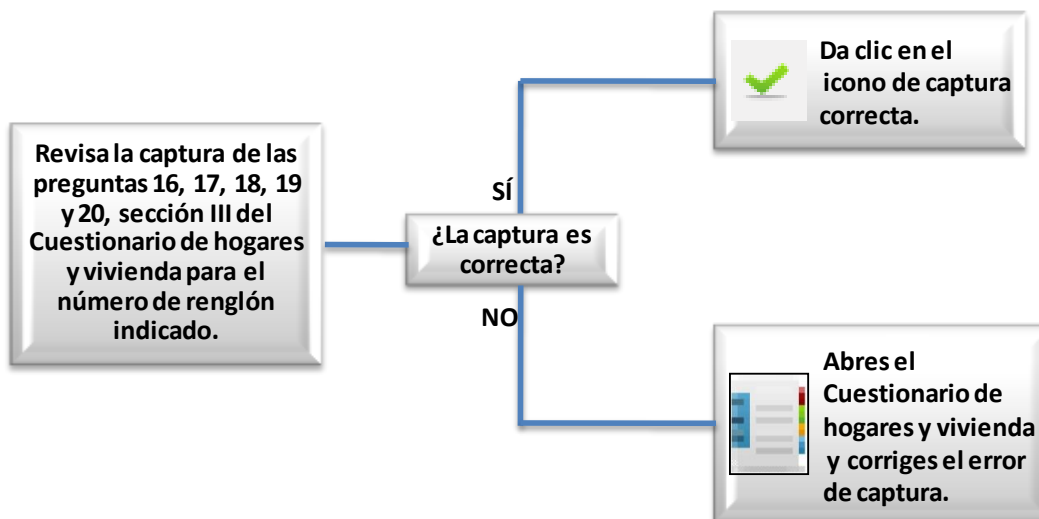 Revisa la captura de las
preguntas 16, 17, 18, 19
y 20, sección III del
Cuestionario de hogares
y vivienda para el
número de renglón
indicado.
¿La captura es
correcta?
SÍ
Da clic en el
icono de captura
correcta.
NO
Abres el
Cuestionario de
hogares y vivienda
y corriges el error
de captura.